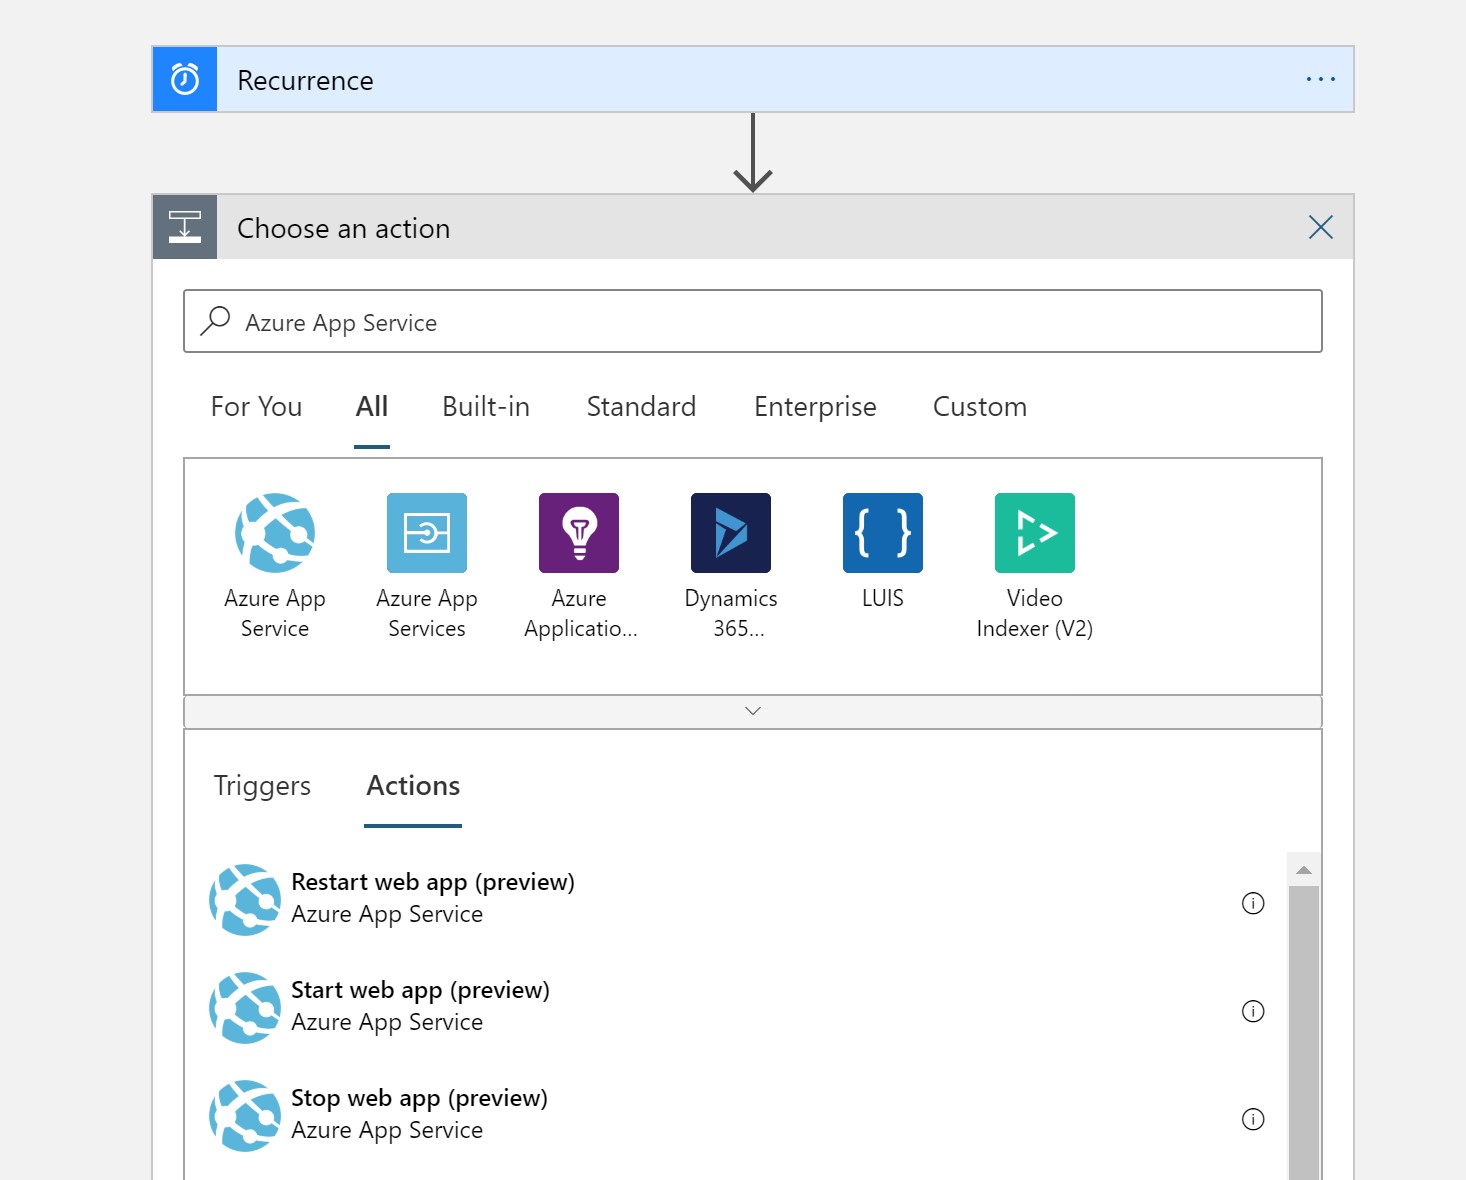 Recurrence
Choose an action
Azure App Service
For You All Built-in Standard Enterprise Custom
Azure App Service
Azure App Services
Azure Applicatio...
Dynamics 365...
LUIS
Video Indexer (V2)
Triggers Actions
Restart web app (preview)
Azure App Service
Start web app (preview)
Azure App Service
Stop web app (preview)
Azure App Service